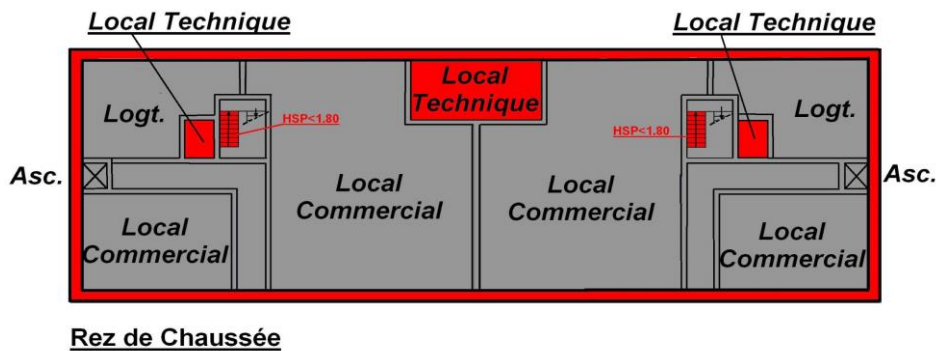 Local Technique
Local Technique
Local
Technique
Logt.
HSP<1.80
HSP<1.80
Logt.
Asc.
Asc.
Local
Commercial
Local
Commercial
Local
Commercial
Local
Commercial
Rez de Chaussée